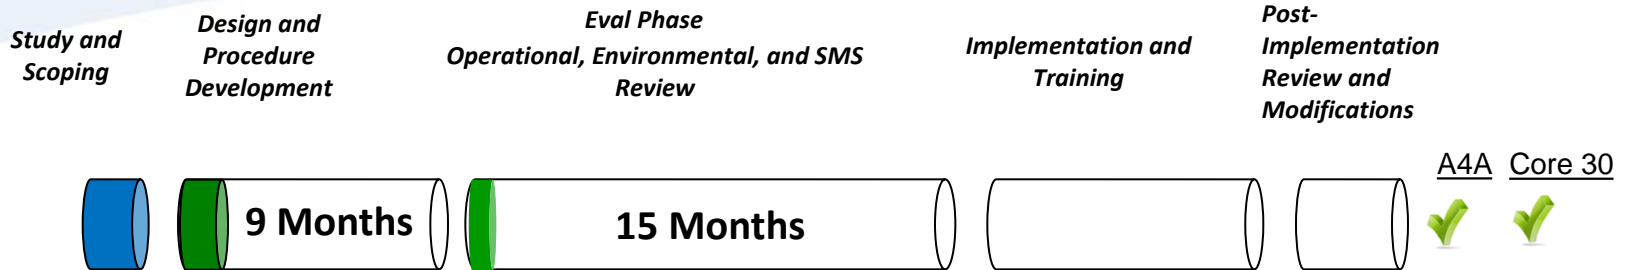 Study and
Scoping
Design and
Procedure
Development
Eval Phase
Operational, Environmental, and SMS
Review
Implementation and
Training
Post-
Implementation
Review and
Modifications
A4A Core 30
9 Months
15 Months